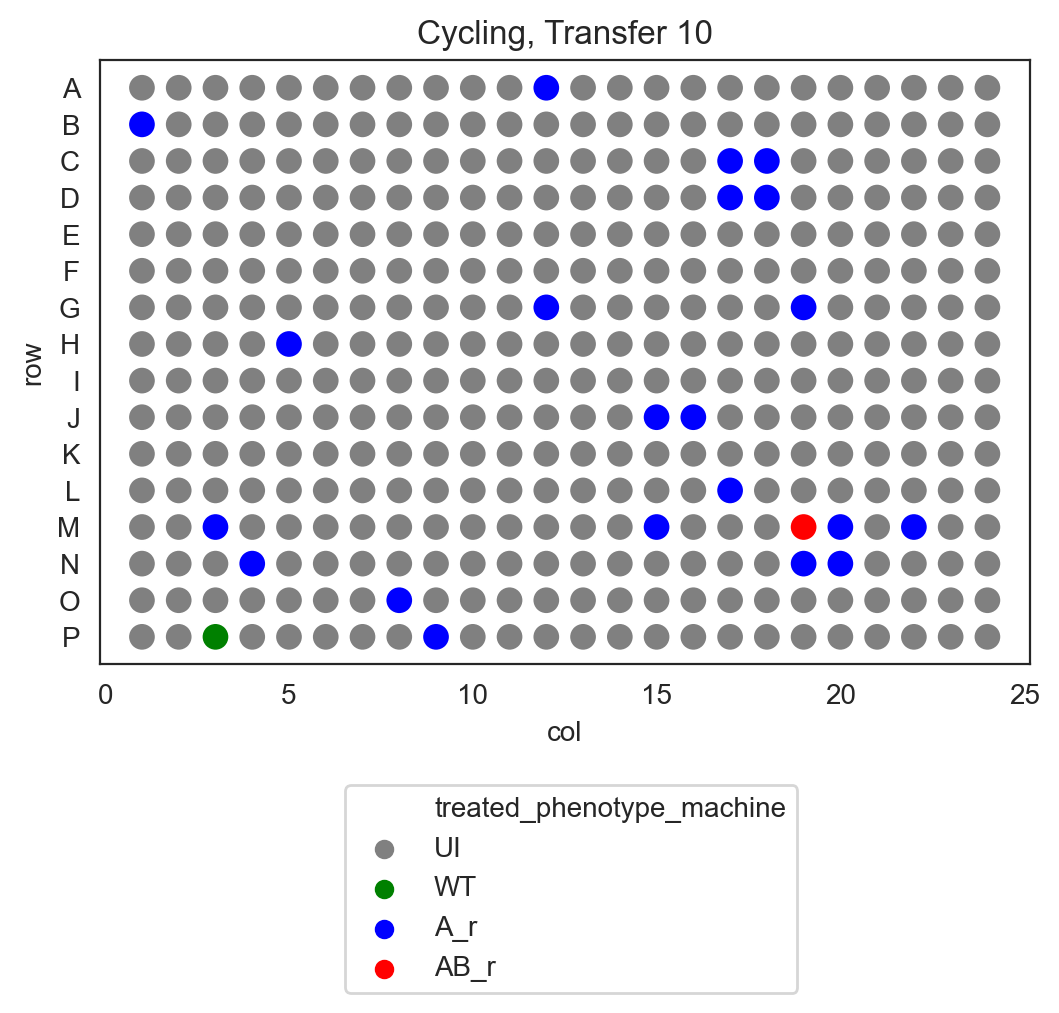 Cycling, Transfer 10
row
A
B
C
D
E
F
G
H
I
J
K
L
M
N
O
P
0 5 10 15 20 25
col
treated_phenotype_machine
UI
WT
A_r
AB_r